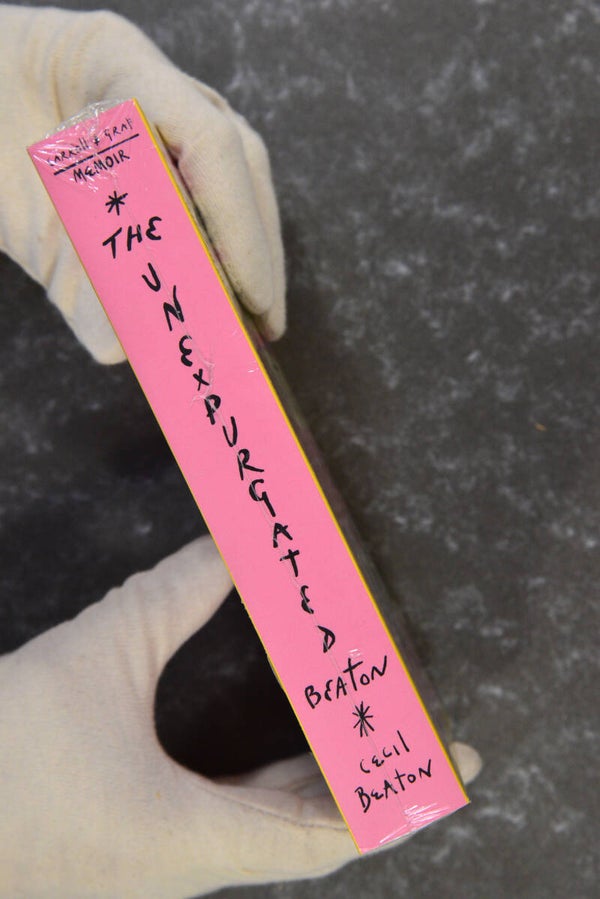 CARROLL & GRAF
MEMOIR
*
THE
UNEXPURGATED
BEATON
*
CECIL
BEATON